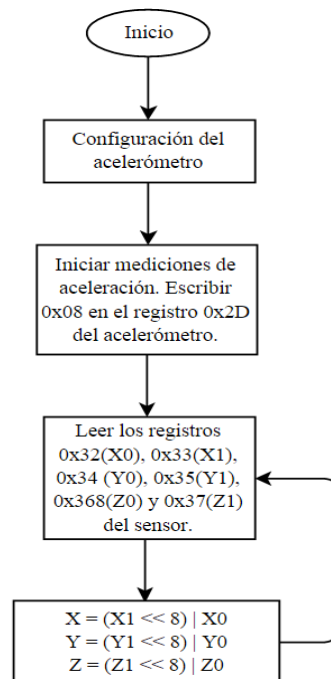 Inicio
Configuración del
acelerómetro
Iniciar mediciones de
aceleración. Escribir
0x08 en el registro 0x2D
del acelerómetro.
Leer los registros
0x32(X0), 0x33(X1),
0x34 (Y0), 0x35(Y1),
0x368(Z0) y 0x37(Z1)
del sensor.
X = (X1 << 8) | X0
Y = (Y1 << 8) | Y0
Z = (Z1 << 8) | Z0